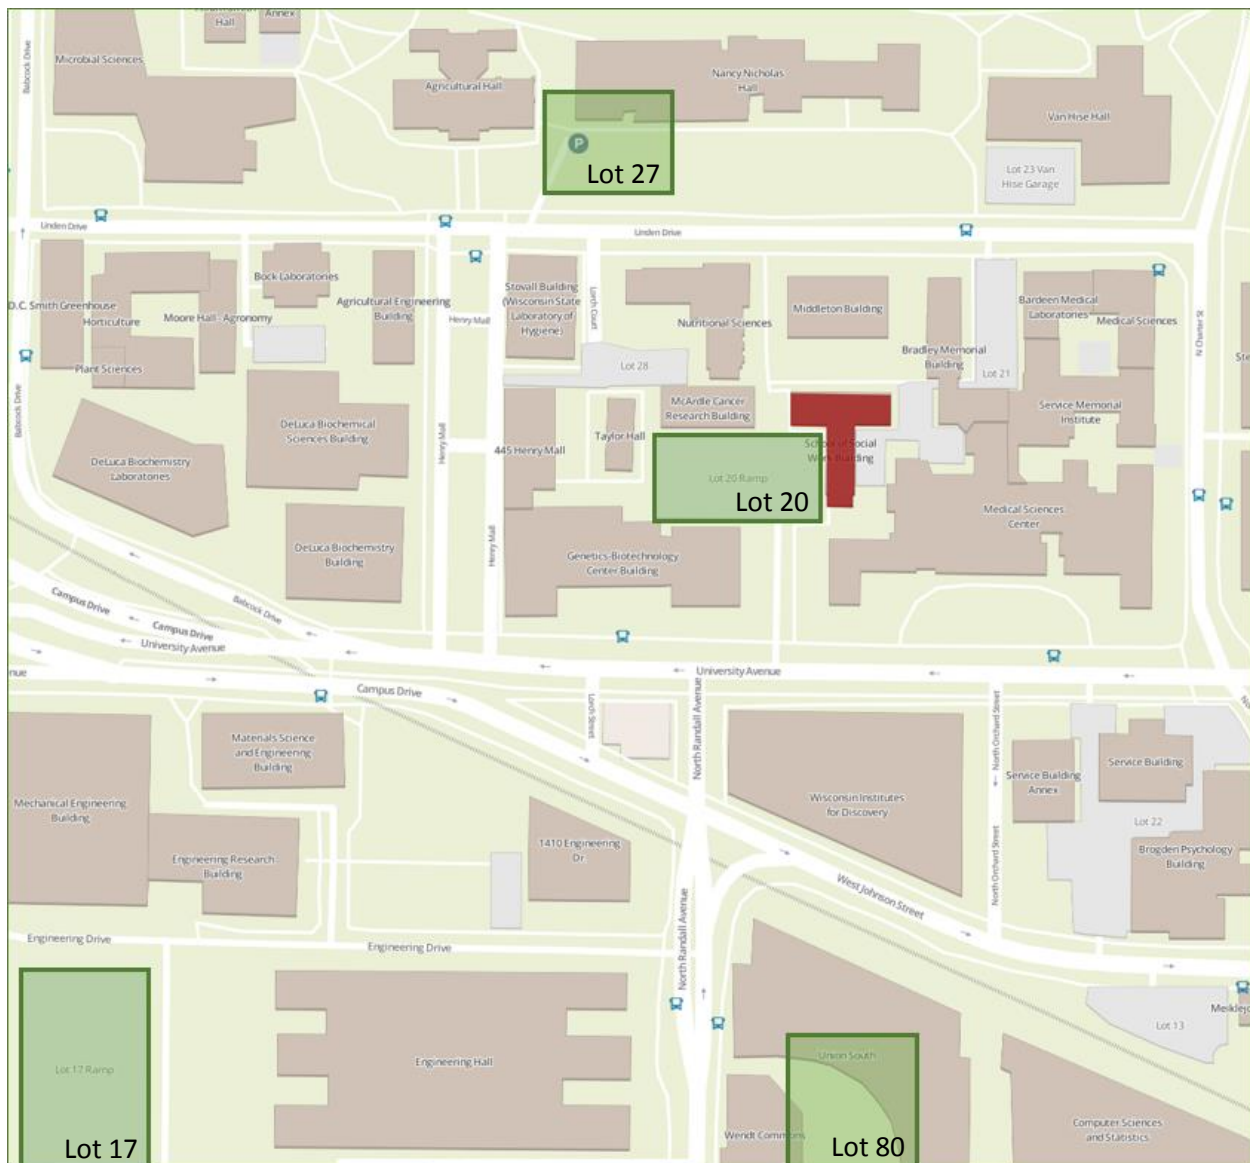 Hall
Annex
Babcock Drive
Microbial Sciences
Agricultural Hall
Nancy Nicholas
Hall
Van Hise Hall
P
Lot 27
Lot 23 Van
Hise Garage
Linden Drive
Linden Drive
D.C. Smith Greenhouse
Horticulture
Moore Hall - Agronomy
Plant Sciences
Bock Laboratories
Agricultural Engineering
Building
Henry Mall
Stovall Building
(Wisconsin State
Laboratory of
Hygiene)
Lorch Court
Nutritional Sciences
Middleton Building
Bradley Memorial
Building
Bardeen Medical
Laboratories
Medical Sciences
N Charter St
Lot 28
Lot 21
Service Memorial
Institute
Babcock Drive
DeLuca Biochemical
Sciences Building
DeLuca Biochemistry
Laboratories
Henry Mall
445 Henry Mall
Taylor Hall
McArdle Cancer
Research Building
School of Social
Work Building
Lot 20 Ramp
Lot 20
Medical Sciences
Center
DeLuca Biochemistry
Building
Henry Mall
Genetics-Biotechnology
Center Building
Babcock Drive
Campus Drive
Campus Drive
University Avenue
University Avenue
nue
Campus Drive
Lorch Street
North Randall Avenue
North Orchard Street
Materials Science
and Engineering
Building
Mechanical Engineering
Building
Engineering Research
Building
1410 Engineering
Dr
Wisconsin Institutes
for Discovery
Service Building
Annex
Service Building
Lot 22
Brogden Psychology
Building
North Orchard Street
West Johnson Street
North Randall Avenue
Engineering Drive
Engineering Drive
Lot 13
Meiklej
Lot 17 Ramp
Lot 17
Engineering Hall
Union South
Wendt Commons
Lot 80
Computer Sciences
and Statistics